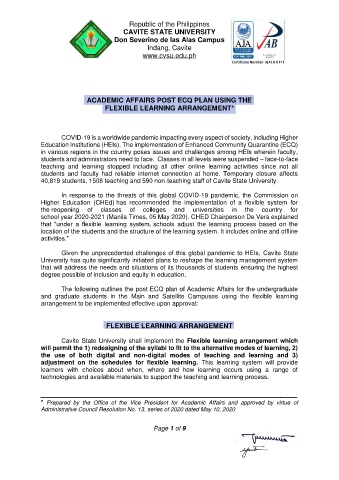 Republic of the Philippines
CAVITE STATE UNIVERSITY
Don Severino de las Alas Campus
Indang, Cavite
www.cvsu.edu.ph
AJA
PAB
ACADEMIC AFFAIRS POST ECQ PLAN USING THE
FLEXIBLE LEARNING ARRANGEMENT*
COVID-19 is a worldwide pandemic impacting every aspect of society, including Higher
Education Institutions (HEIs). The implementation of Enhanced Community Quarantine (ECQ)
in various regions in the country poses issues and challenges among HEIs wherein faculty,
students and administrators need to face. Classes in all levels were suspended – face-to-face
teaching and learning stopped including all other online learning activities since not all
students and faculty had reliable internet connection at home. Temporary closure affects
40,819 students, 1508 teaching and 590 non-teaching staff of Cavite State University.
In response to the threats of this global COVID-19 pandemic, the Commission on
Higher Education (CHEd) has recommended the implementation of a flexible system for
the reopening of classes of colleges and universities in the country for
school year 2020-2021 (Manila Times, 05 May 2020). CHED Chairperson De Vera explained
that "under a flexible learning system, schools adjust the learning process based on the
location of the students and the structure of the learning system. It includes online and offline
activities."
Given the unprecedented challenges of this global pandemic to HEIs, Cavite State
University has quite significantly initiated plans to reshape the learning management system
that will address the needs and situations of its thousands of students ensuring the highest
degree possible of inclusion and equity in education.
The following outlines the post ECQ plan of Academic Affairs for the undergraduate
and graduate students in the Main and Satellite Campuses using the flexible learning
arrangement to be implemented effective upon approval:
FLEXIBLE LEARNING ARRANGEMENT
Cavite State University shall implement the Flexible learning arrangement which
will permit the 1) redesigning of the syllabi to fit to the alternative modes of learning, 2)
the use of both digital and non-digital modes of teaching and learning and 3)
adjustment on the schedules for flexible learning. This learning system will provide
learners with choices about when, where and how learning occurs using a range of
technologies and available materials to support the teaching and learning process.
* Prepared by the Office of the Vice President for Academic Affairs and approved by virtue of
Administrative Council Resolution No. 13, series of 2020 dated May 10, 2020
Page 1 of 9